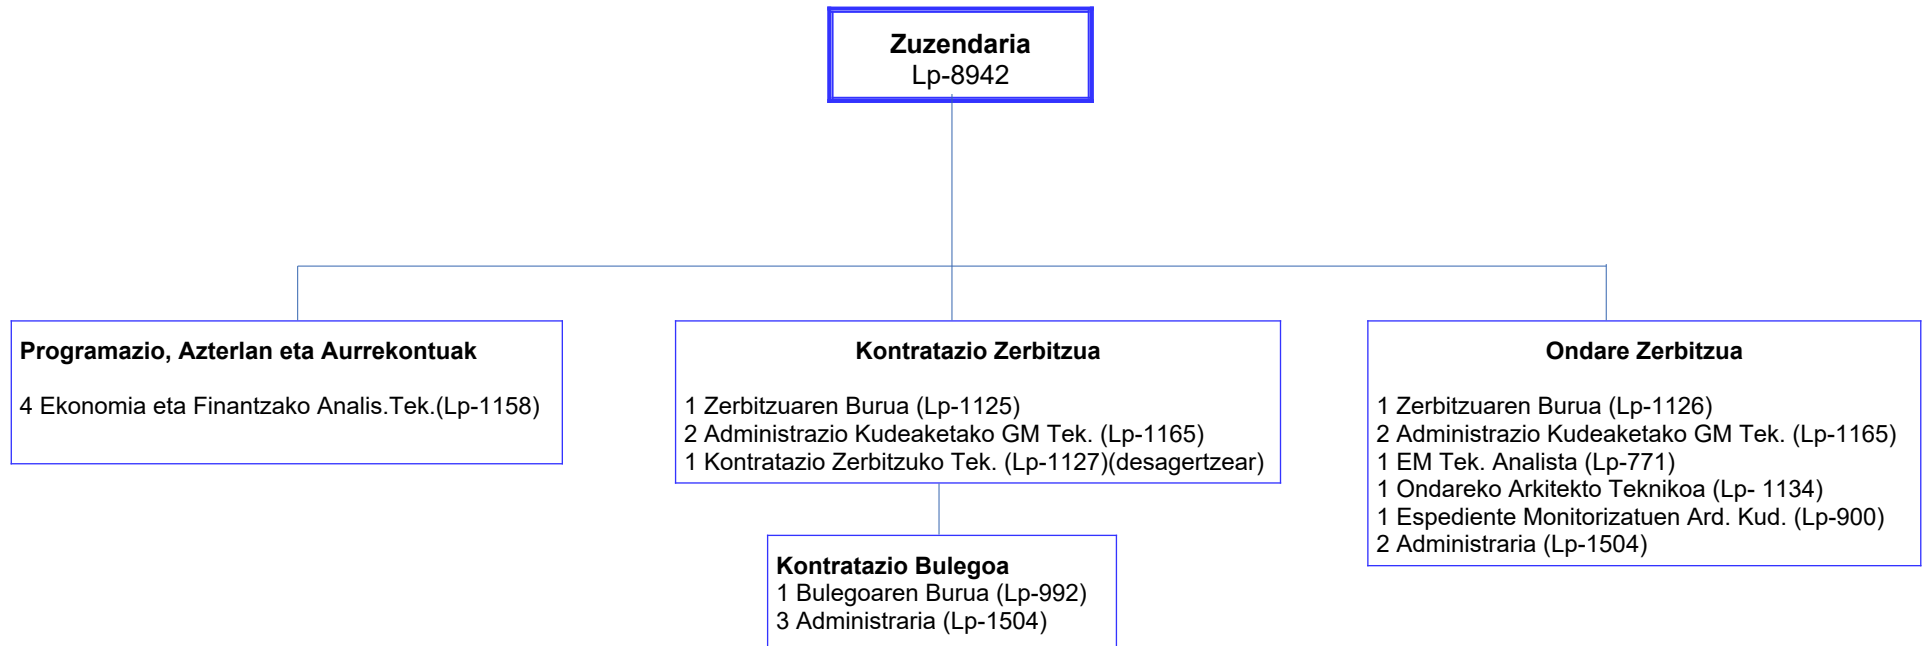 Zuzendaria
Lp-8942
Programazio, Azterlan eta Aurrekontuak
4 Ekonomia eta Finantzako Analis.Tek.(Lp-1158)
Kontratazio Zerbitzua
1 Zerbitzuaren Burua (Lp-1125)
2 Administrazio Kudeaketako GM Tek. (Lp-1165)
1 Kontratazio Zerbitzuko Tek. (Lp-1127)(desagertzear)
Kontratazio Bulegoa
1 Bulegoaren Burua (Lp-992)
3 Administraria (Lp-1504)
Ondare Zerbitzua
1 Zerbitzuaren Burua (Lp-1126)
2 Administrazio Kudeaketako GM Tek. (Lp-1165)
1 EM Tek. Analista (Lp-771)
1 Ondareko Arkitekto Teknikoa (Lp- 1134)
1 Espediente Monitorizatuen Ard. Kud. (Lp-900)
2 Administraria (Lp-1504)